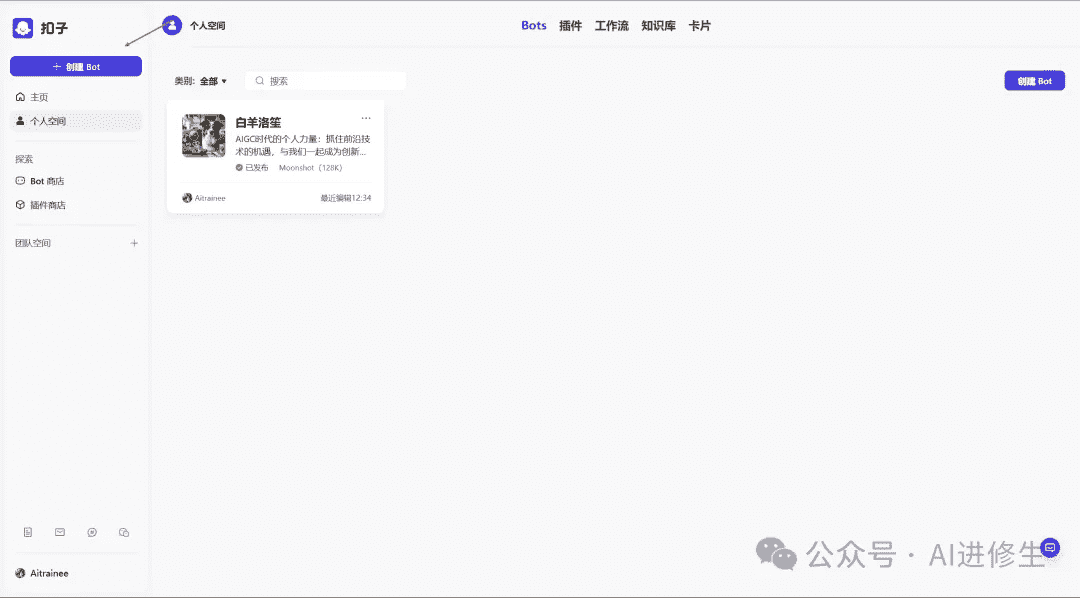 扣子
个人空间
Bots 插件 工作流 知识库 卡片
创建 Bot
主页
个人空间
探索
Bot 商店
插件商店
团队空间
Aitrainee
类别: 全部
搜索
创建 Bot
白羊洛笙
AIGC时代的个人力量：抓住前沿技
术的机遇，与我们一起成为创新...
已发布 Moonshot（128K）
Aitrainee 最近编辑12:34
公众号 · AI进修生